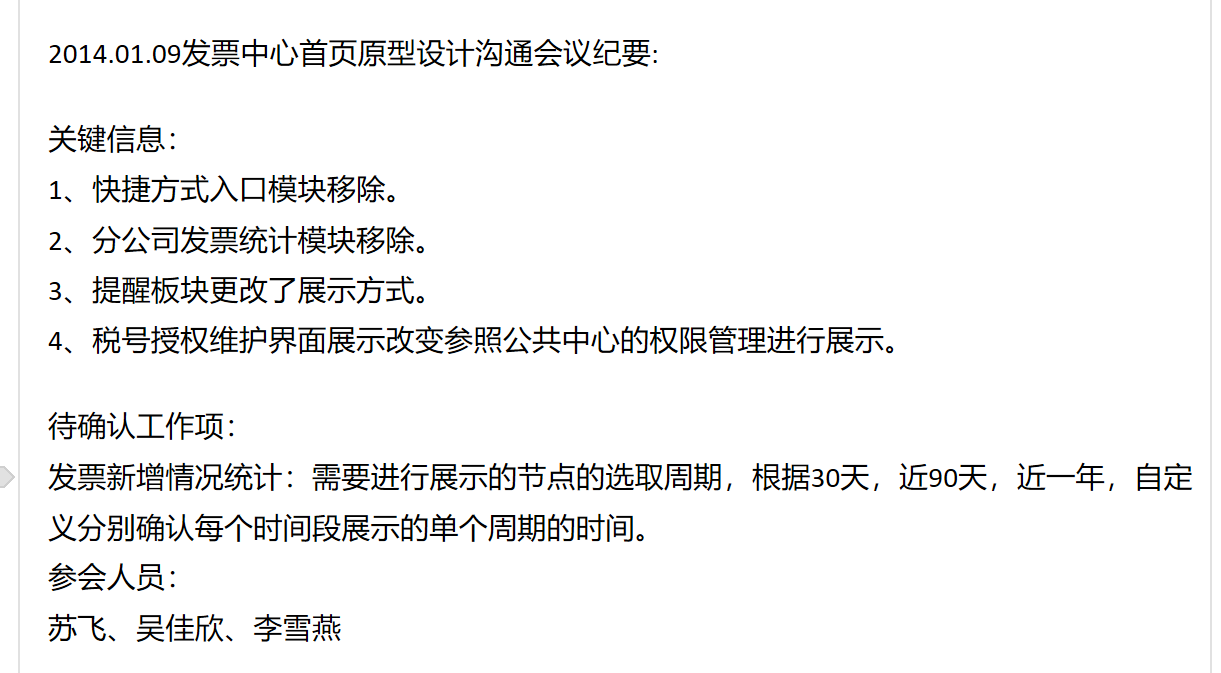 2014.01.09发票中心首页原型设计沟通会议纪要:
关键信息：
1、快捷方式入口模块移除。
2、分公司发票统计模块移除。
3、提醒板块更改了展示方式。
4、税号授权维护界面展示改变参照公共中心的权限管理进行展示。
待确认工作项：
发票新增情况统计：需要进行展示的节点的选取周期，根据30天，近90天，近一年，自定
义分别确认每个时间段展示的单个周期的时间。
参会人员：
苏飞、吴佳欣、李雪燕